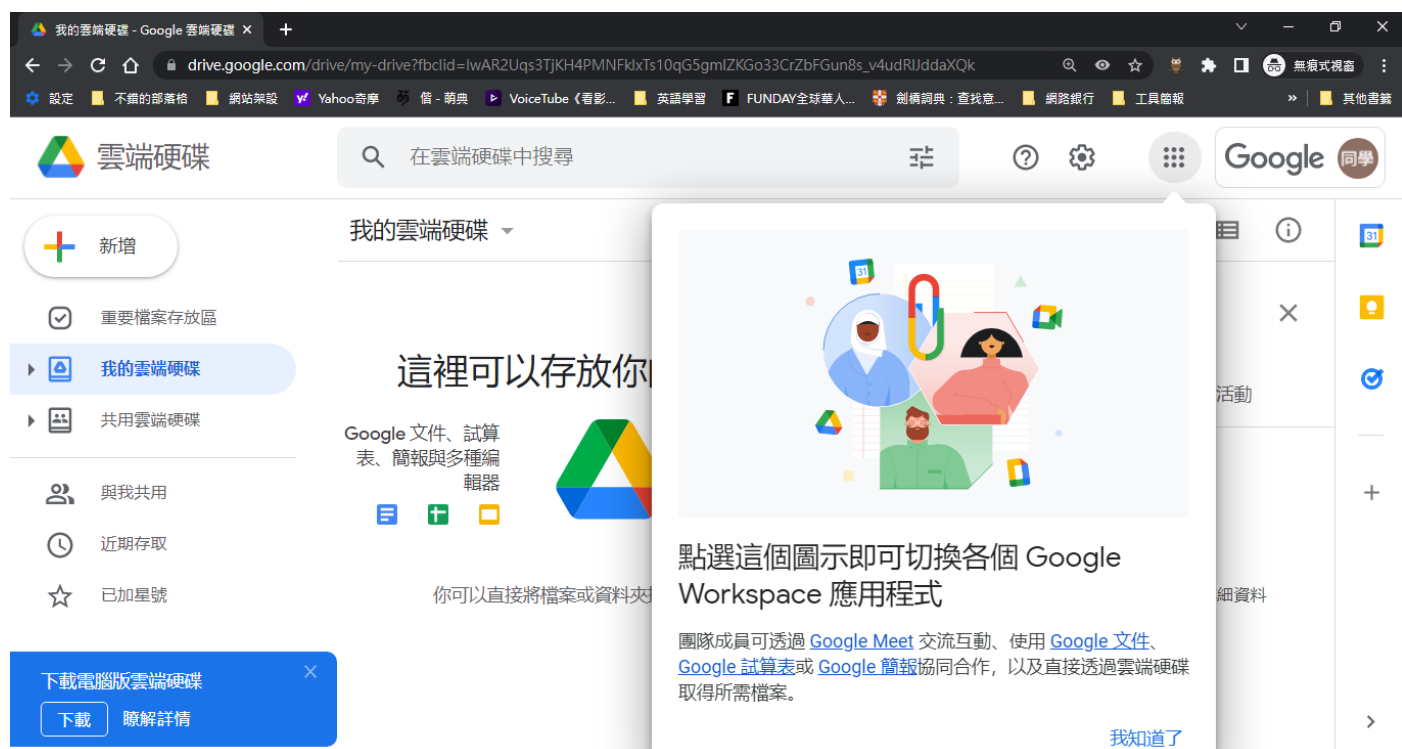 我的雲端硬碟 - Google 雲端硬碟
drive.google.com/drive/my-drive?fbclid=IwAR2Uqs3TjKH4PMNFklxTs10qG5gmlZKGo33CrZbFGun8s_v4udRlJddaXQk
無痕式視窗
設定 不錯的部落格 網站架設 Yahoo奇摩 偕 - 萌典 VoiceTube《看影... 英語學習 FUNDAY全球華人... 劍橋詞典：查找意... 網路銀行 工具簡報 » 其他書籤
雲端硬碟
在雲端硬碟中搜尋
Google 同學
新增
重要檔案存放區
我的雲端硬碟
共用雲端硬碟
與我共用
近期存取
已加星號
下載電腦版雲端硬碟
下載 瞭解詳情
我的雲端硬碟
這裡可以存放你
Google 文件、試算
表、簡報與多種編
輯器
你可以直接將檔案或資料夾
活動
細資料
31
點選這個圖示即可切換各個 Google
Workspace 應用程式
團隊成員可透過 Google Meet 交流互動、使用 Google 文件、
Google 試算表或 Google 簡報協同合作，以及直接透過雲端硬碟
取得所需檔案。
我知道了
31